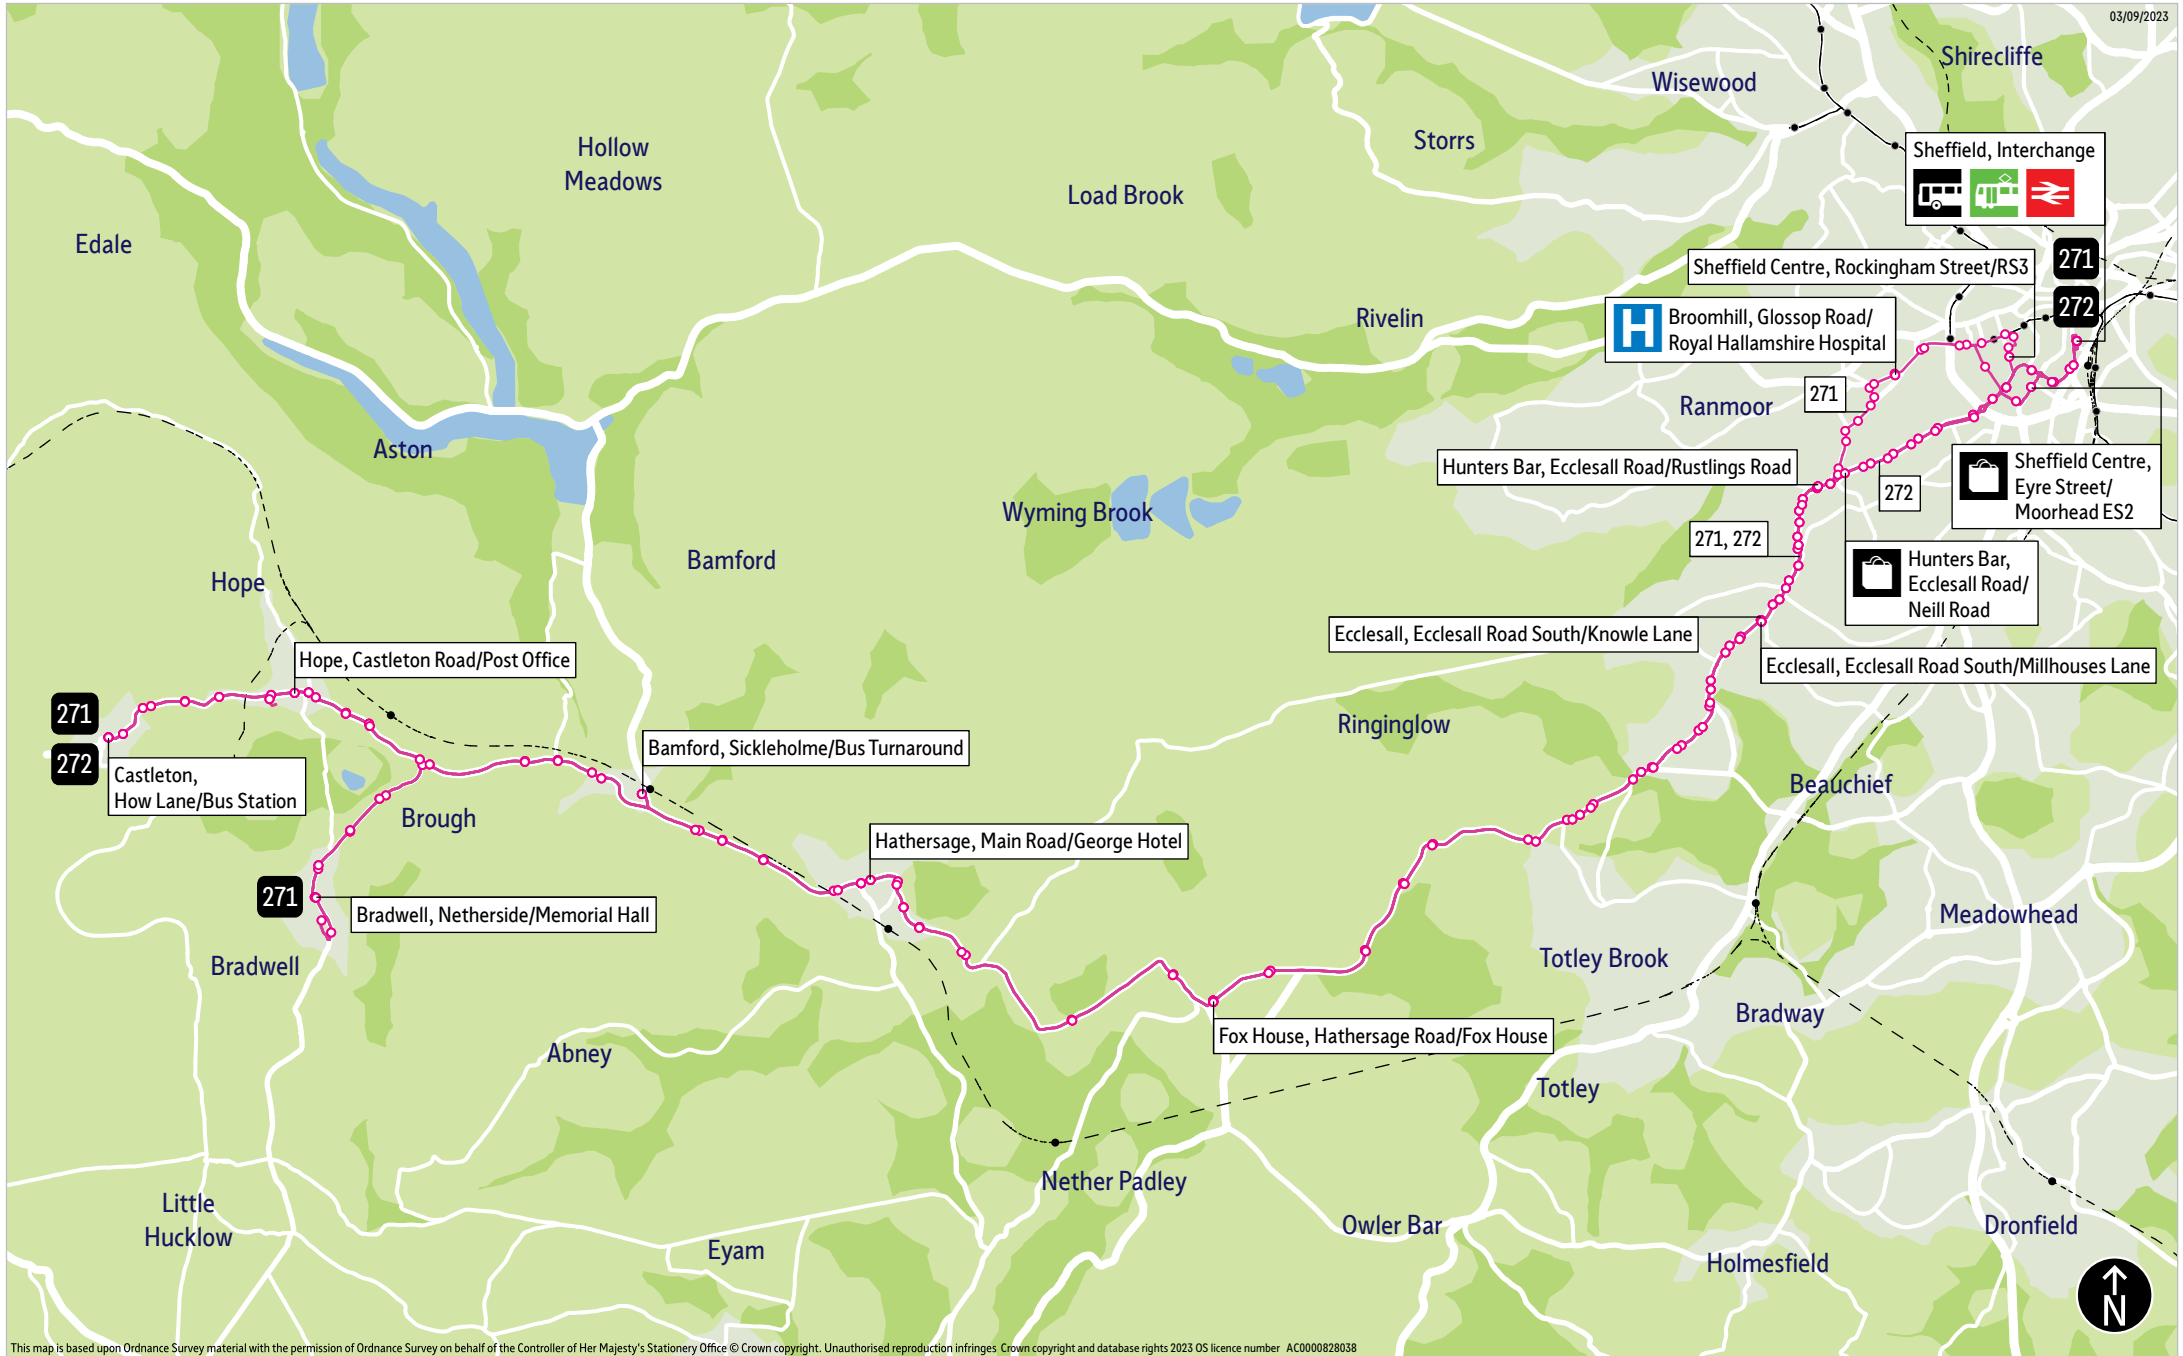 03/09/2023
Shirecliffe
Wisewood
Storrs
Hollow
Meadows
Sheffield, Interchange
Load Brook
Edale
271
Sheffield Centre, Rockingham Street/RS3
272
Rivelin
H
Broomhill, Glossop Road/
Royal Hallamshire Hospital
271
Ranmoor
Aston
Hunters Bar, Ecclesall Road/Rustlings Road
Sheffield Centre,
Eyre Street/
Moorhead ES2
272
Wyming Brook
271, 272
Bamford
Hunters Bar,
Ecclesall Road/
Neill Road
Hope
Ecclesall, Ecclesall Road South/Knowle Lane
Hope, Castleton Road/Post Office
Ecclesall, Ecclesall Road South/Millhouses Lane
271
Ringinglow
Bamford, Sickleholme/Bus Turnaround
272
Castleton,
How Lane/Bus Station
Beauchief
Brough
Hathersage, Main Road/George Hotel
271
Bradwell, Netherside/Memorial Hall
Meadowhead
Bradwell
Totley Brook
Bradway
Fox House, Hathersage Road/Fox House
Abney
Totley
Nether Padley
Little
Hucklow
Owler Bar
Dronfield
Eyam
Holmesfield
N
This map is based upon Ordnance Survey material with the permission of Ordnance Survey on behalf of the Controller of Her Majesty's Stationery Office © Crown copyright. Unauthorised reproduction infringes Crown copyright and database rights 2023 OS licence number AC0000828038